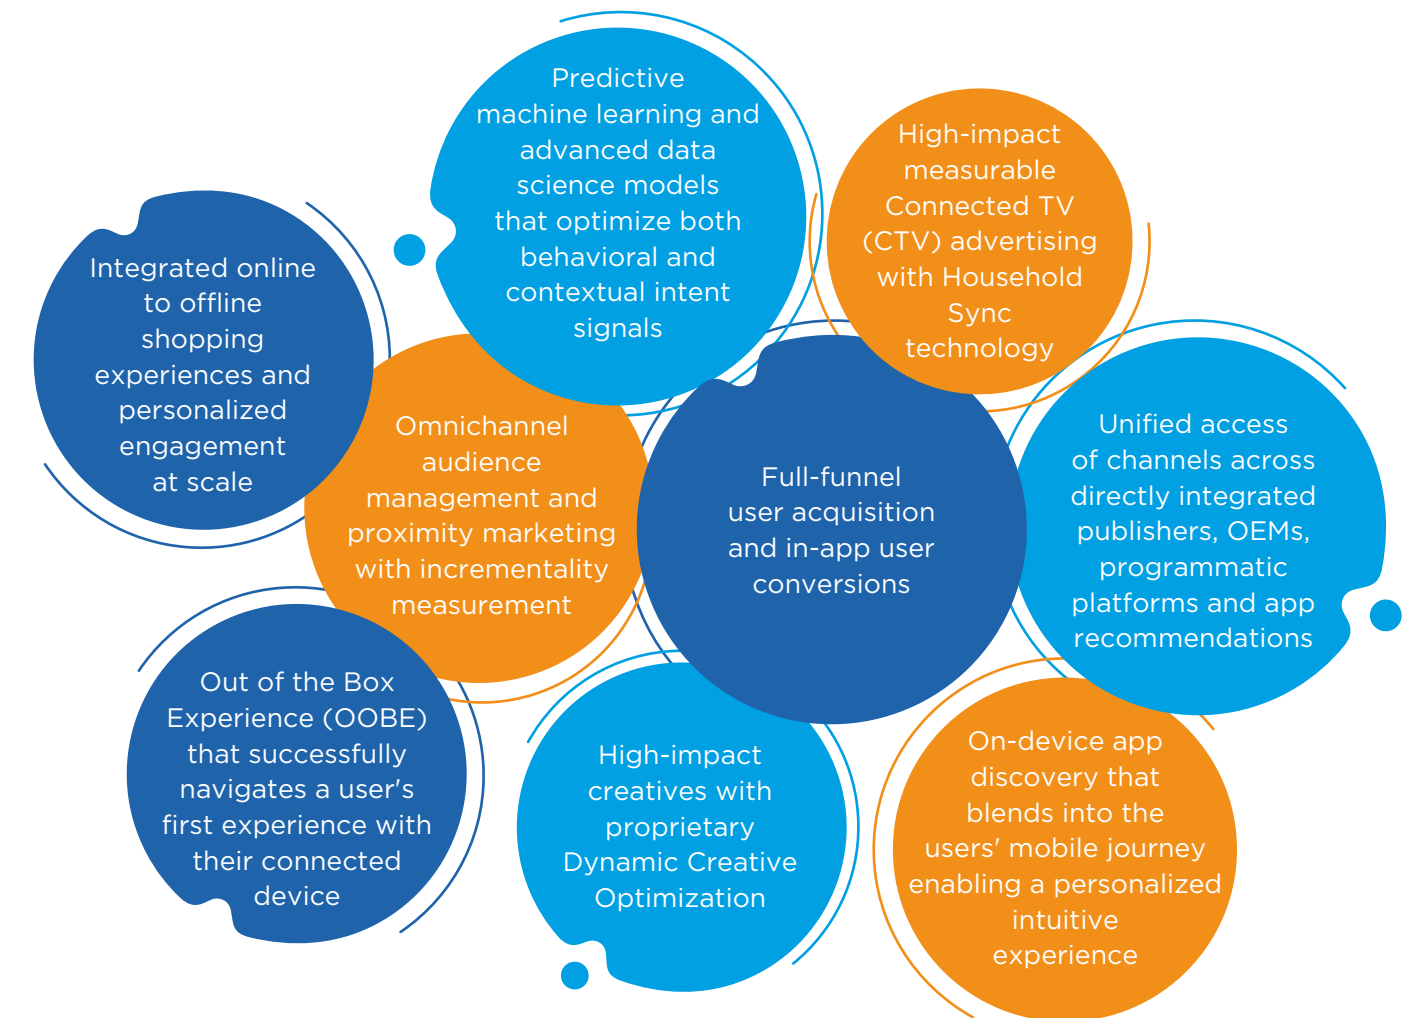 Predictive
machine learning and
advanced data
science models
that optimize both
behavioral and
contextual intent
signals
High-impact
measurable
Connected TV
(CTV) advertising
with Household
Sync
technology
Integrated online
to offline
shopping
experiences and
personalized
engagement
at scale
Omnichannel
audience
management and
proximity marketing
with incrementality
measurement
Full-funnel
user acquisition
and in-app user
conversions
Unified access
of channels across
directly integrated
publishers, OEMs,
programmatic
platforms and app
recommendations
Out of the Box
Experience (OOBE)
that successfully
navigates a user's
first experience with
their connected
device
High-impact
creatives with
proprietary
Dynamic Creative
Optimization
On-device app
discovery that
blends into the
users' mobile journey
enabling a personalized
intuitive
experience